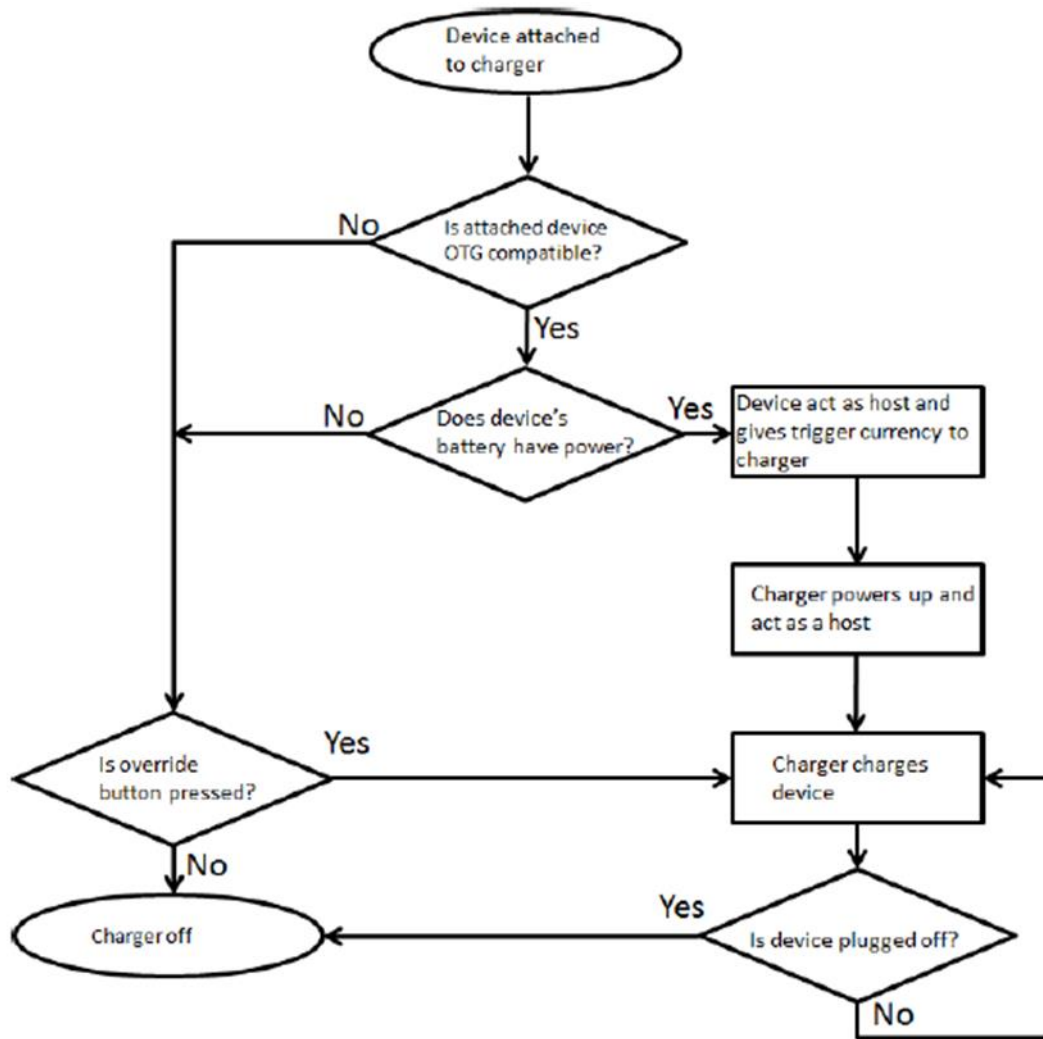 Device attached
to charger
No
Is attached device
OTG compatible?
Yes
No
Does device's
battery have power?
Yes
Device act as host and
gives trigger currency to
charger
Charger powers up and
act as a host
Is override
button pressed?
Yes
Charger charges
device
No
Charger off
Yes
Is device plugged off?
No